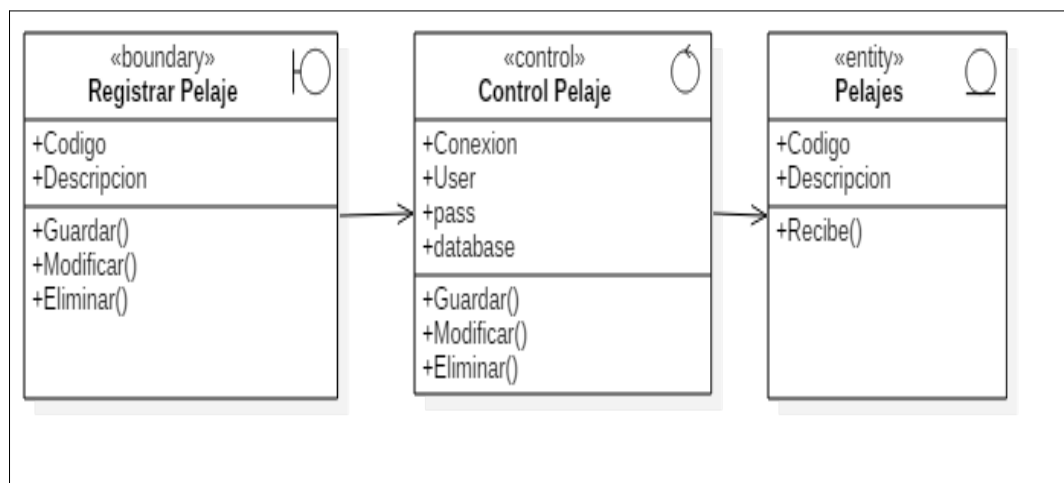 «boundary»
Registrar Pelaje
+Codigo
+Descripcion
+Guardar()
+Modificar()
+Eliminar()
«control»
Control Pelaje
+Conexion
+User
+pass
+database
+Guardar()
+Modificar()
+Eliminar()
«entity»
Pelajes
+Codigo
+Descripcion
+Recibe()